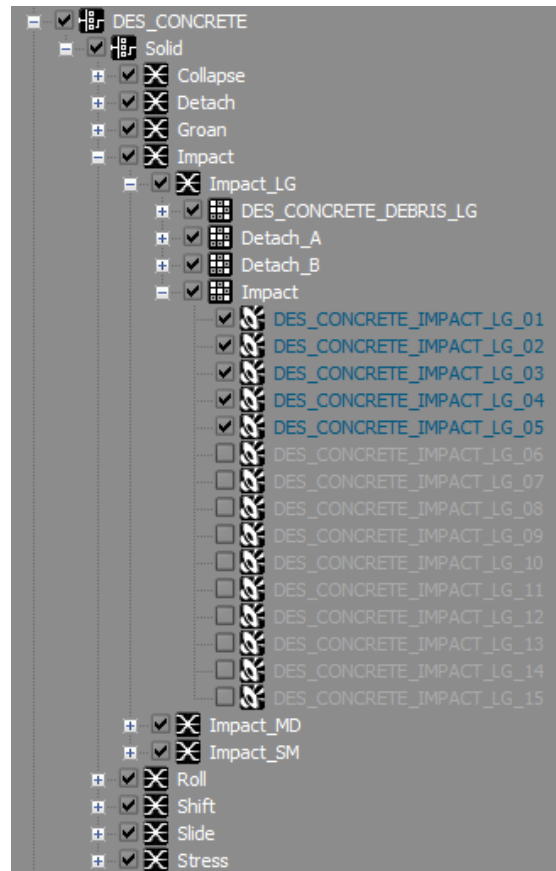 DES_CONCRETE
Solid
Collapse
Detach
Groan
Impact
Impact_LG
DES_CONCRETE_DEBRIS_LG
Detach_A
Detach_B
Impact
DES_CONCRETE_IMPACT_LG_01
DES_CONCRETE_IMPACT_LG_02
DES_CONCRETE_IMPACT_LG_03
DES_CONCRETE_IMPACT_LG_04
DES_CONCRETE_IMPACT_LG_05
DES_CONCRETE_IMPACT_LG_06
DES_CONCRETE_IMPACT_LG_07
DES_CONCRETE_IMPACT_LG_08
DES_CONCRETE_IMPACT_LG_09
DES_CONCRETE_IMPACT_LG_10
DES_CONCRETE_IMPACT_LG_11
DES_CONCRETE_IMPACT_LG_12
DES_CONCRETE_IMPACT_LG_13
DES_CONCRETE_IMPACT_LG_14
DES_CONCRETE_IMPACT_LG_15
Impact_MD
Impact_SM
Roll
Shift
Slide
Stress